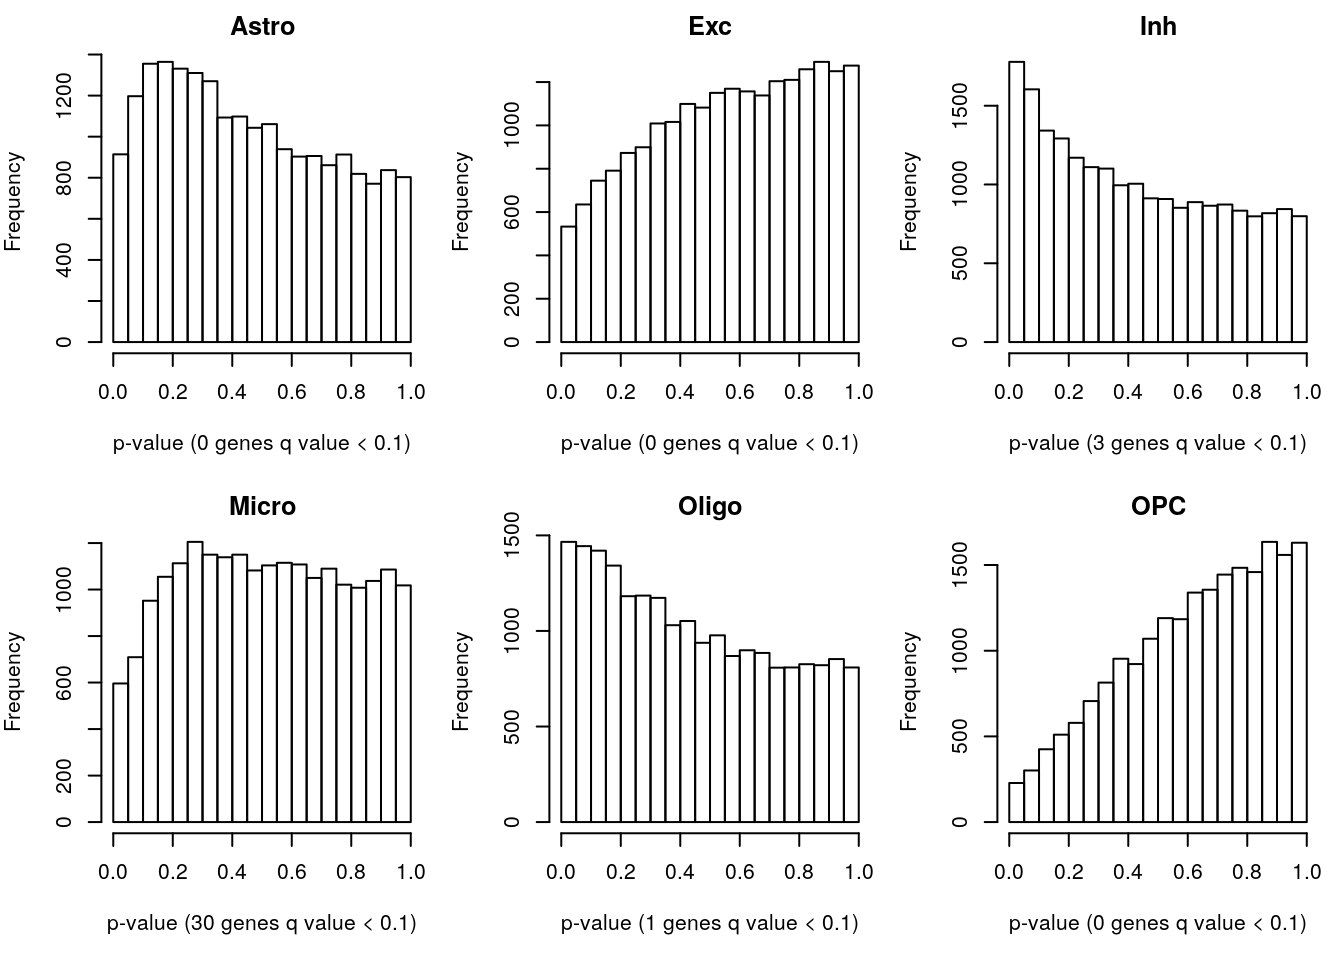 Astro
Frequency
0 400 800 1200
0.0 0.2 0.4 0.6 0.8 1.0
p-value (0 genes q value < 0.1)
Exc
Frequency
0 200 600 1000
0.0 0.2 0.4 0.6 0.8 1.0
p-value (0 genes q value < 0.1)
Inh
Frequency
0 500 1000 1500
0.0 0.2 0.4 0.6 0.8 1.0
p-value (3 genes q value < 0.1)
Micro
Frequency
0 200 600 1000
0.0 0.2 0.4 0.6 0.8 1.0
p-value (30 genes q value < 0.1)
Oligo
Frequency
0 500 1000 1500
0.0 0.2 0.4 0.6 0.8 1.0
p-value (1 genes q value < 0.1)
OPC
Frequency
0 500 1000 1500
0.0 0.2 0.4 0.6 0.8 1.0
p-value (0 genes q value < 0.1)